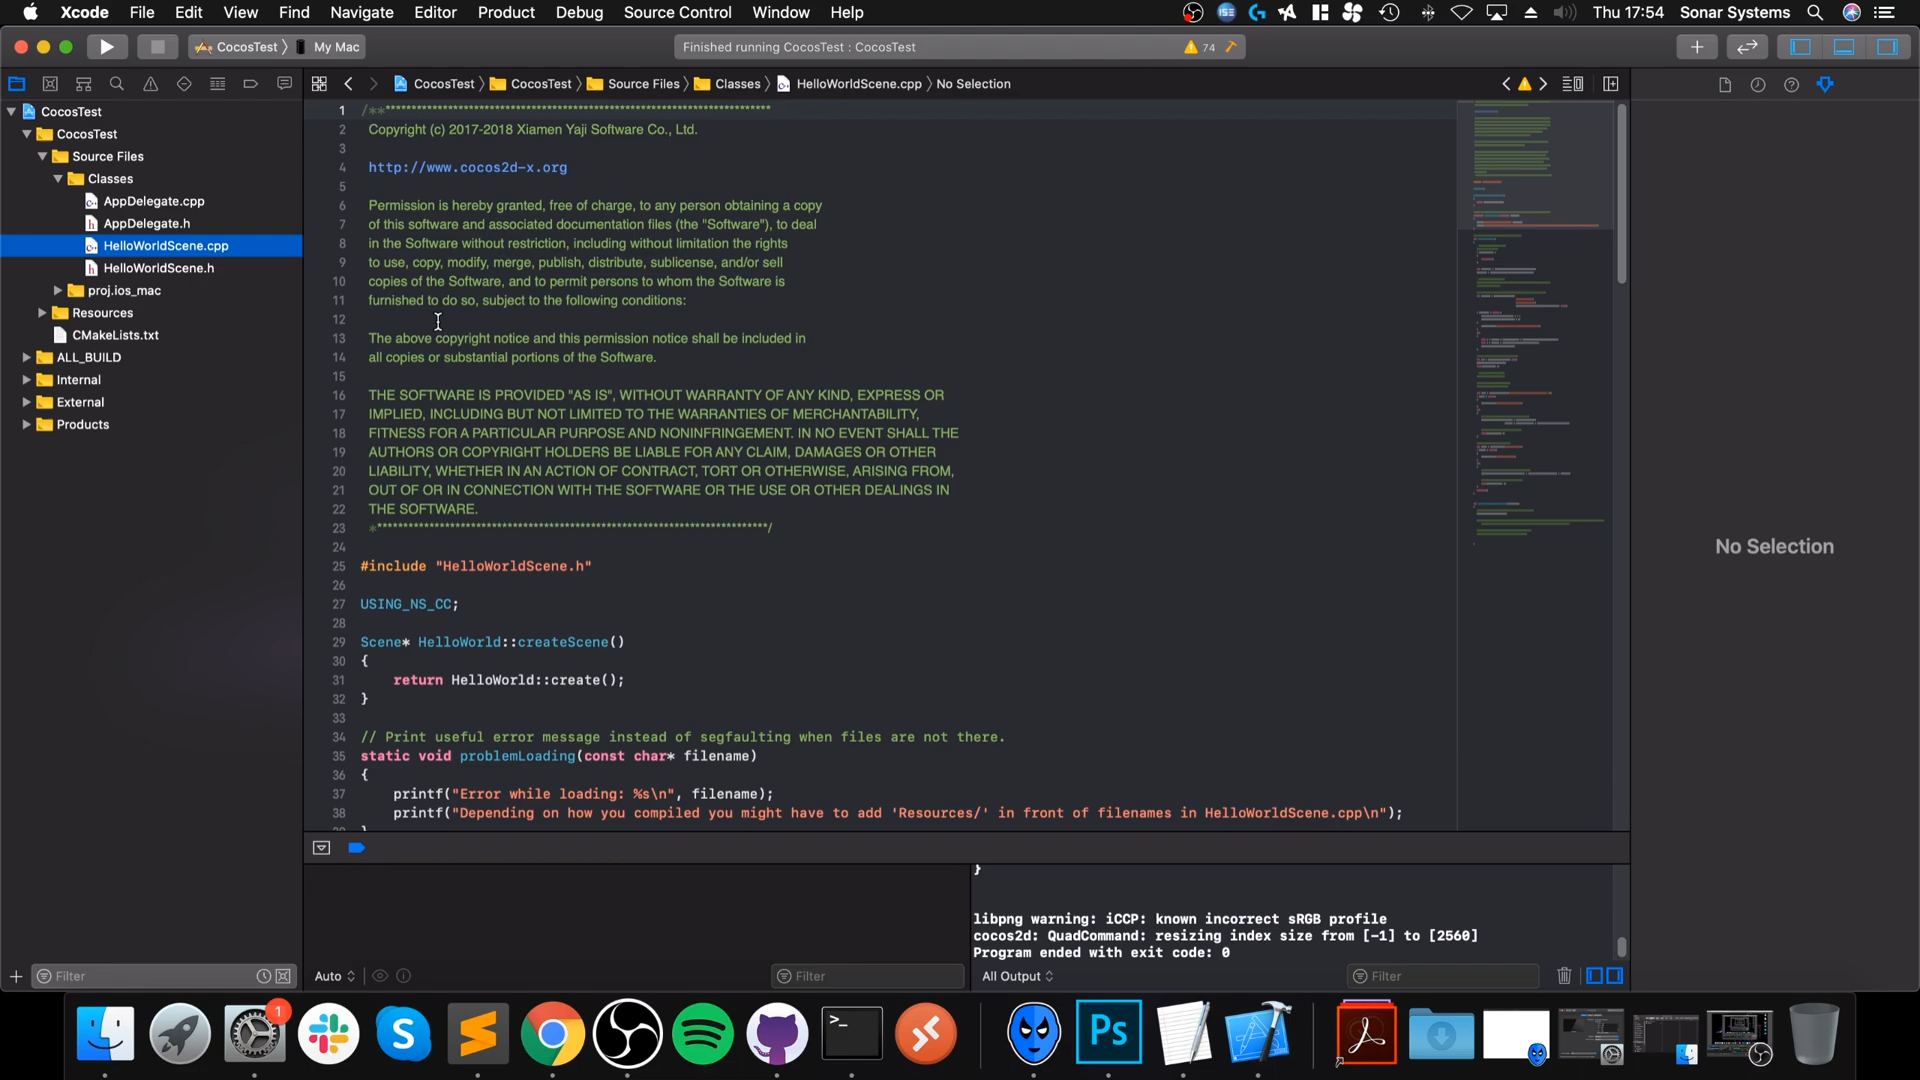 Xcode File Edit View Find Navigate Editor Product Debug Source Control Window Help
Thu 17:54 Sonar Systems
CocosTest My Mac
Finished running CocosTest : CocosTest
74
CocosTest
CocosTest
Source Files
Classes
AppDelegate.cpp
AppDelegate.h
HelloWorldScene.cpp
HelloWorldScene.h
proj.ios_mac
Resources
CMakeLists.txt
ALL_BUILD
Internal
External
Products
Filter
CocosTest CocosTest Source Files Classes HelloWorldScene.cpp No Selection
1 /******************************************************************************
2 Copyright (c) 2017-2018 Xiamen Yaji Software Co., Ltd.
3
4 http://www.cocos2d-x.org
5
6 Permission is hereby granted, free of charge, to any person obtaining a copy
7 of this software and associated documentation files (the "Software"), to deal
8 in the Software without restriction, including without limitation the rights
9 to use, copy, modify, merge, publish, distribute, sublicense, and/or sell
10 copies of the Software, and to permit persons to whom the Software is
11 furnished to do so, subject to the following conditions:
12
13 The above copyright notice and this permission notice shall be included in
14 all copies or substantial portions of the Software.
15
16 THE SOFTWARE IS PROVIDED "AS IS", WITHOUT WARRANTY OF ANY KIND, EXPRESS OR
17 IMPLIED, INCLUDING BUT NOT LIMITED TO THE WARRANTIES OF MERCHANTABILITY,
18 FITNESS FOR A PARTICULAR PURPOSE AND NONINFRINGEMENT. IN NO EVENT SHALL THE
19 AUTHORS OR COPYRIGHT HOLDERS BE LIABLE FOR ANY CLAIM, DAMAGES OR OTHER
20 LIABILITY, WHETHER IN AN ACTION OF CONTRACT, TORT OR OTHERWISE, ARISING FROM,
21 OUT OF OR IN CONNECTION WITH THE SOFTWARE OR THE USE OR OTHER DEALINGS IN
22 THE SOFTWARE.
23 ****************************************************************************/
24
25 #include "HelloWorldScene.h"
26
27 USING_NS_CC;
28
29 Scene* HelloWorld::createScene()
30 {
31 return HelloWorld::create();
32 }
33
34 // Print useful error message instead of segfaulting when files are not there.
35 static void problemLoading(const char* filename)
36 {
37 printf("Error while loading: %s\n", filename);
38 printf("Depending on how you compiled you might have to add 'Resources/' in front of filenames in HelloWorldScene.cpp\n");
}
libpng warning: iCCP: known incorrect sRGB profile
cocos2d: QuadCommand: resizing index size from [-1] to [2560]
Program ended with exit code: 0
Auto Filter
All Output Filter
No Selection
1
Ps